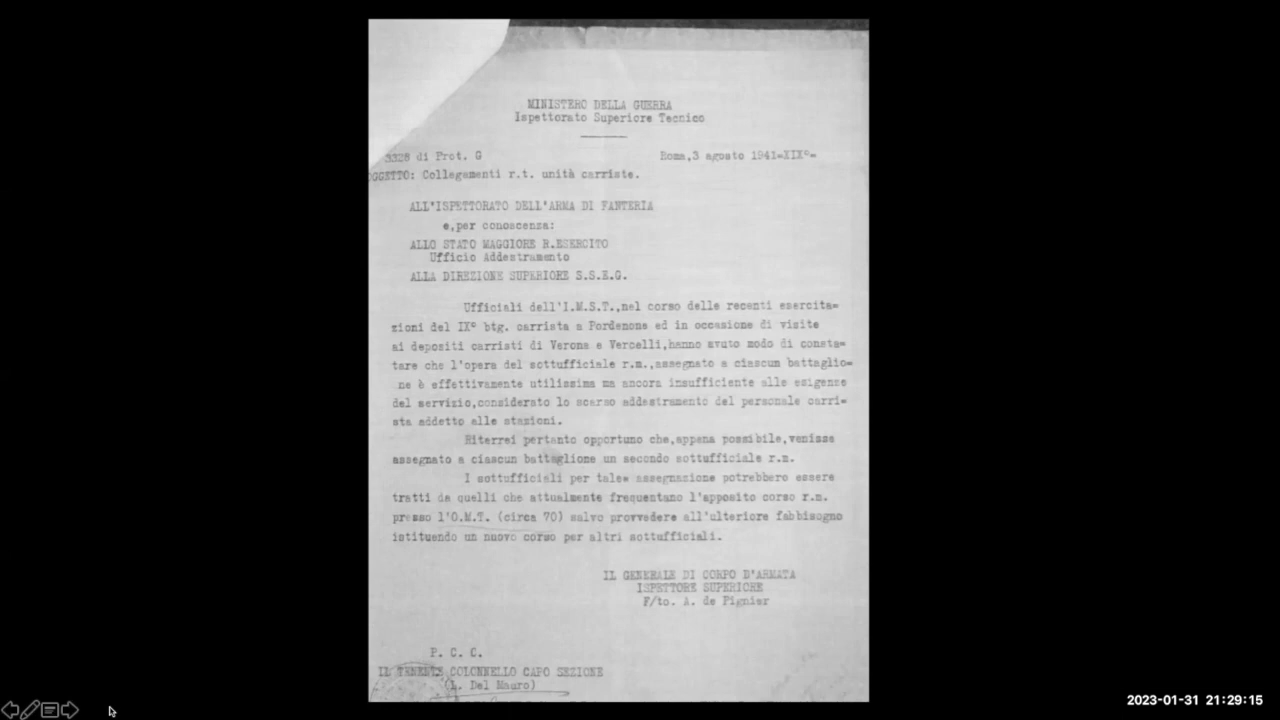 MINISTERO DELLA GUERRA
Ispettorato Superiore Tecnico
3328 di Prot. G
Roma,3 agosto 1941=XIX°=
OGGETTO: Collegamenti r.t. unità carriste.
ALL'ISPETTORATO DELL'ARMA DI FANTERIA
e,per conoscenza:
ALLO STATO MAGGIORE R.ESERCITO
Ufficio Addestramento
ALLA DIREZIONE SUPERIORE S.S.E.G.
Ufficiali dell'I.M.S.T.,nel corso delle recenti esercita=
zioni del IX° btg. carrista a Pordenone ed in occasione di visite
ai depositi carristi di Verona e Vercelli,hanno avuto modo di consta=
tare che l'opera del sottufficiale r.m.,assegnato a ciascun battaglio=
ne è effettivamente utilissima ma ancora insufficiente alle esigenze
del servizio,considerato lo scarso addestramento del personale carri=
sta addetto alle stazioni.
Riterrei pertanto opportuno che,appena possibile,venisse
assegnato a ciascun battaglione un secondo sottufficiale r.m.
I sottufficiali per tale= assegnazione potrebbero essere
tratti da quelli che attualmente frequentano l'apposito corso r.m.
presso l'O.M.T. (circa 70) salvo provvedere all'ulteriore fabbisogno
istituendo un nuovo corso per altri sottufficiali.
IL GENERALE DI CORPO D'ARMATA
ISPETTORE SUPERIORE
F/to. A. de Pignier
P. C. C.
IL TENENTE COLONNELLO CAPO SEZIONE
(L. Del Mauro)
2023-01-31 21:29:15